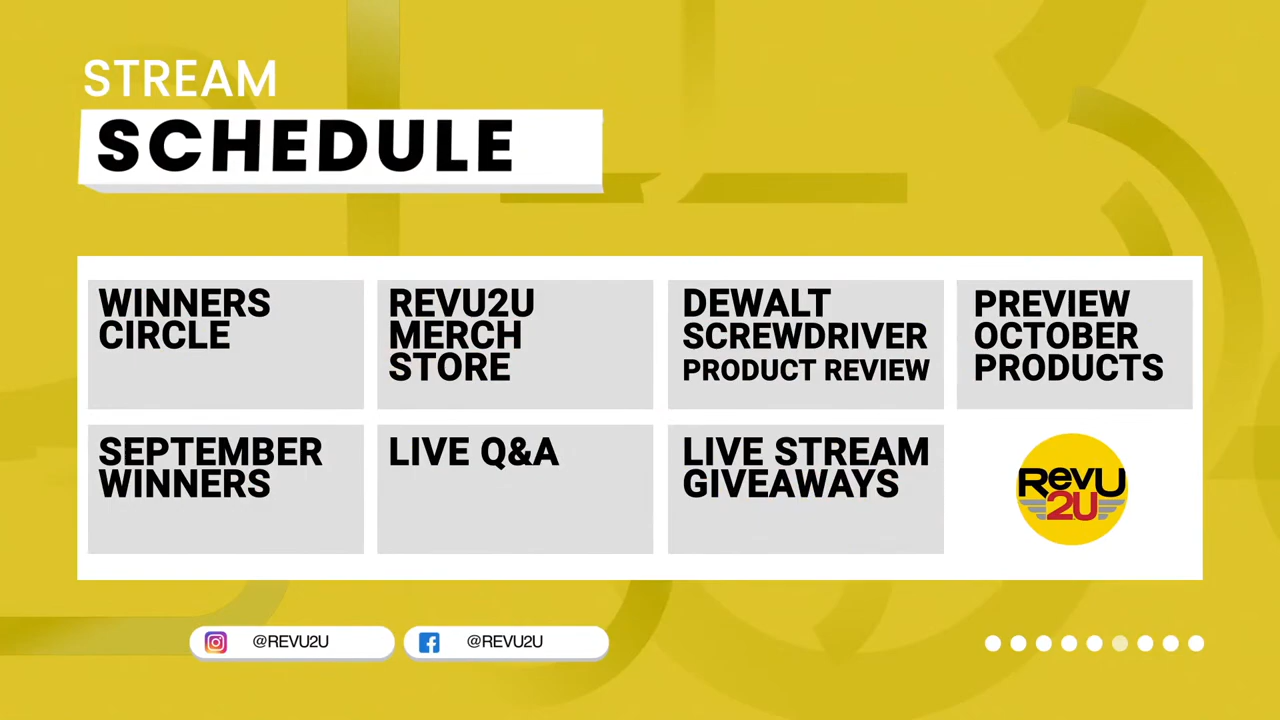 STREAM
SCHEDULE
WINNERS
CIRCLE
REVU2U
MERCH
STORE
DEWALT
SCREWDRIVER
PRODUCT REVIEW
PREVIEW
OCTOBER
PRODUCTS
SEPTEMBER
WINNERS
LIVE Q&A
LIVE STREAM
GIVEAWAYS
RevU
2U
@REVU2U
@REVU2U